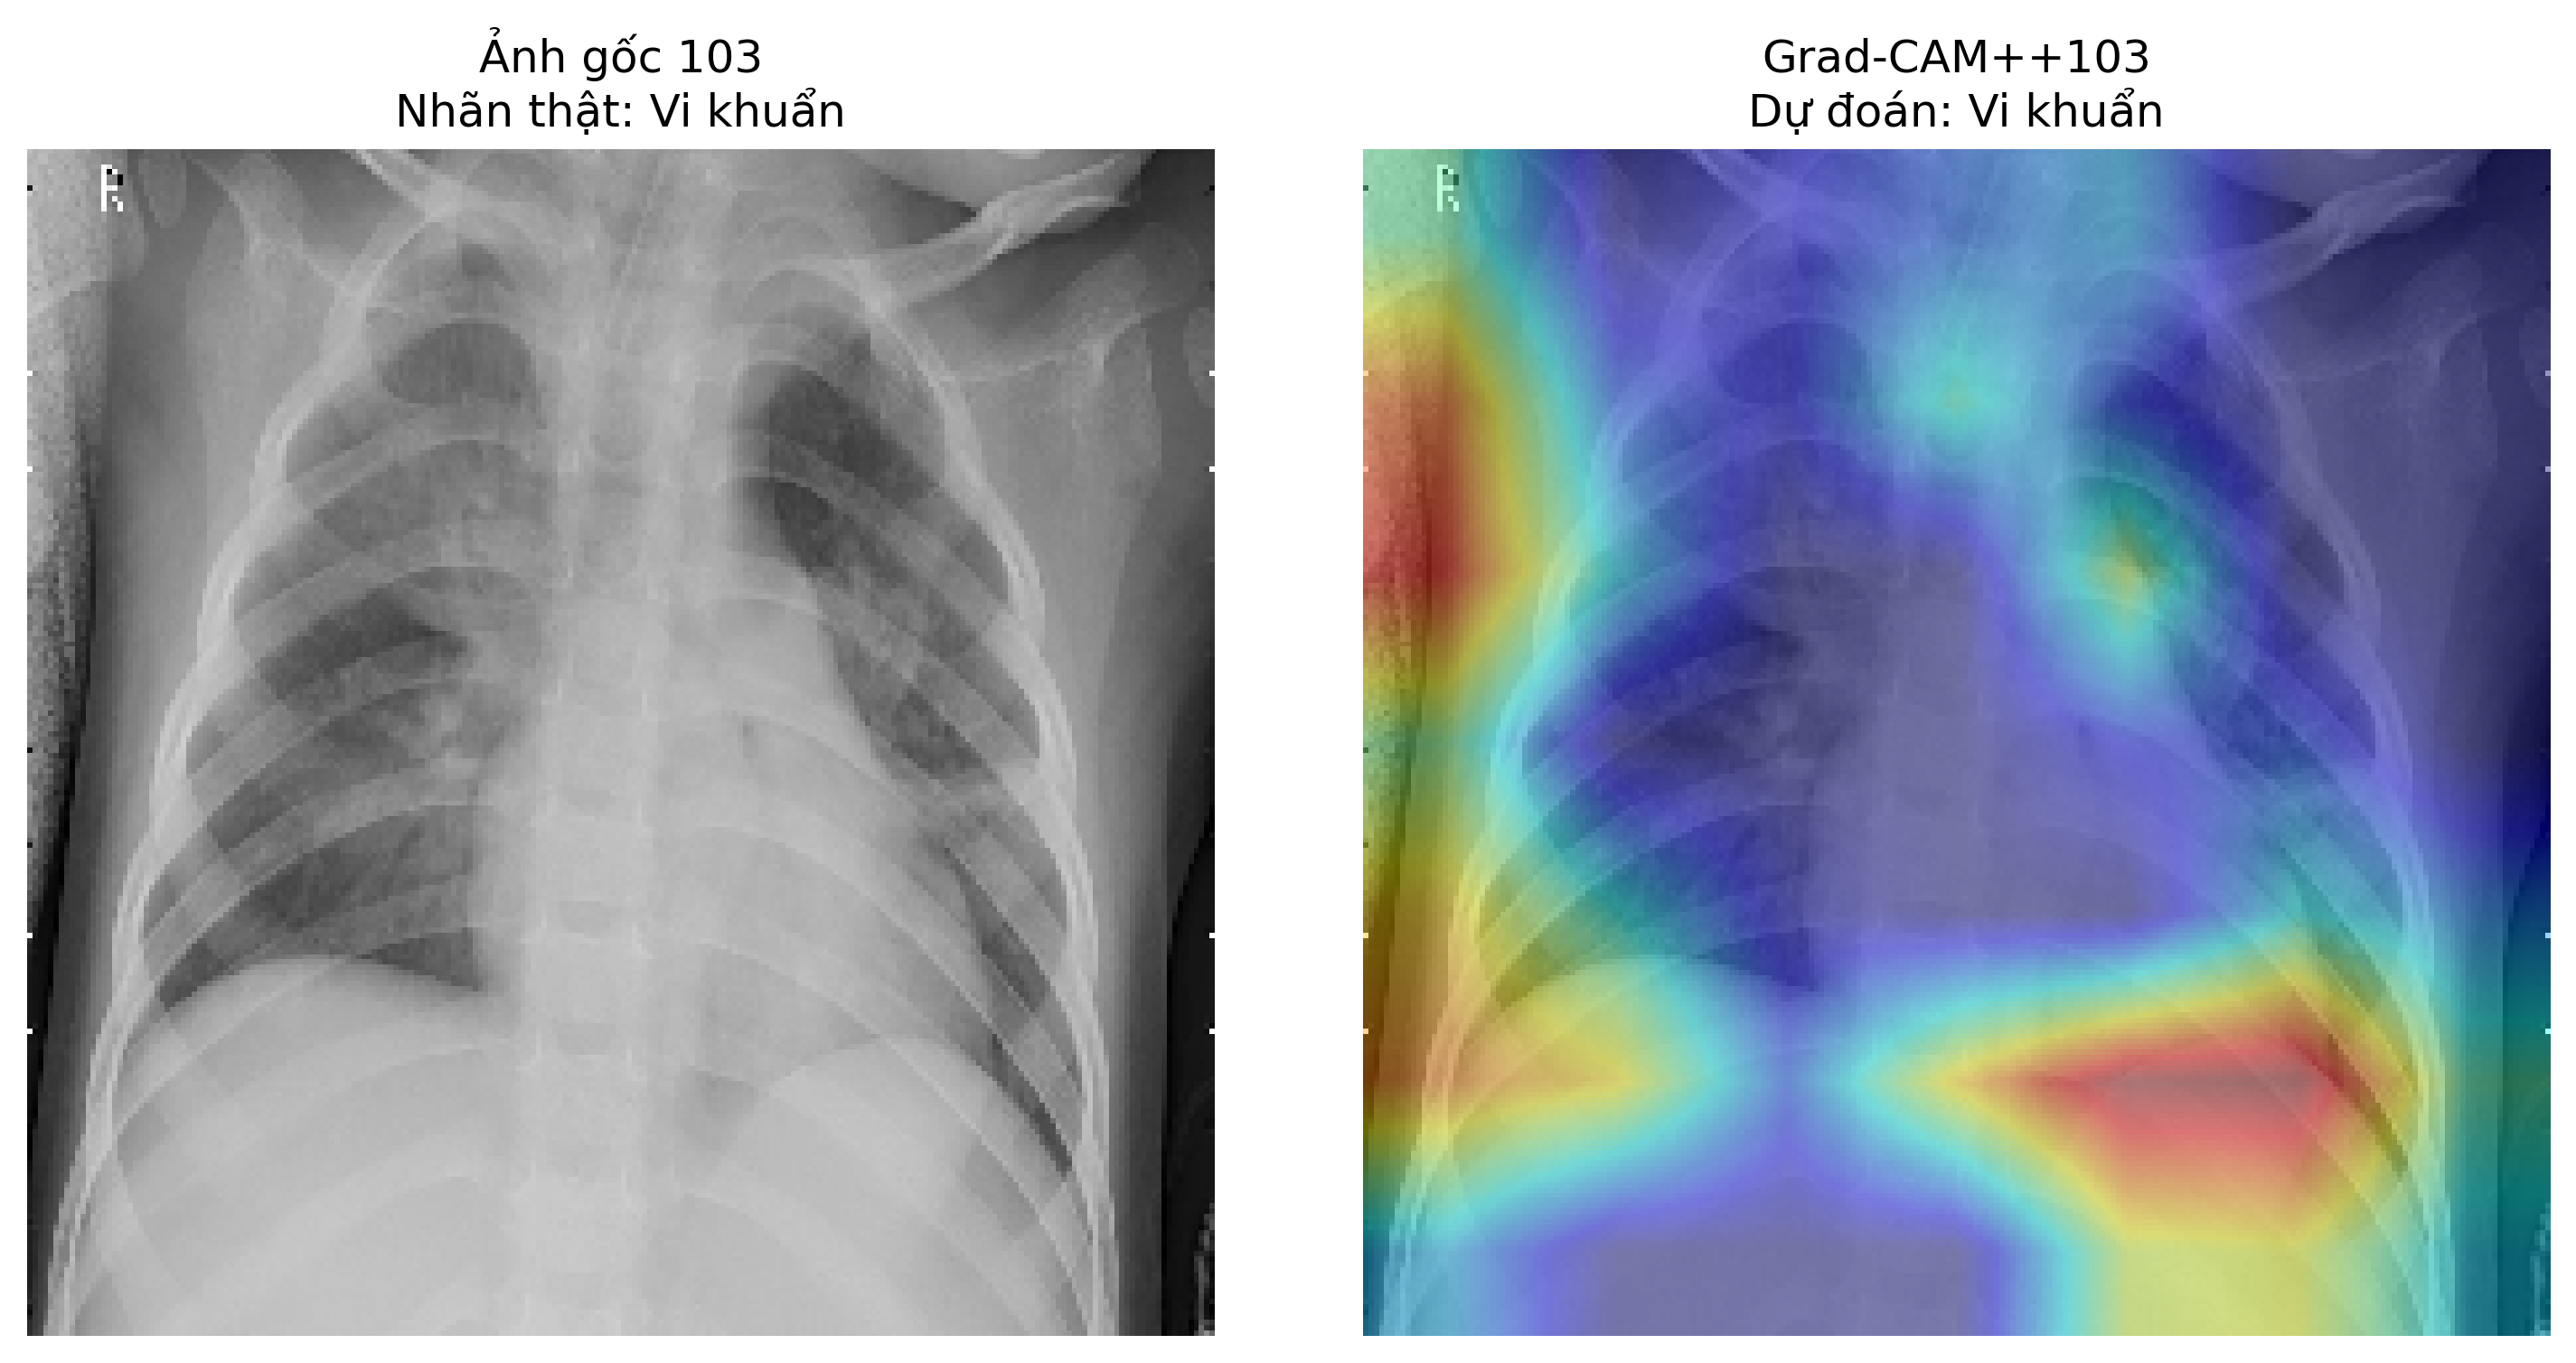 Ảnh gốc 103
Nhãn thật: Vi khuẩn
Grad-CAM++103
Dự đoán: Vi khuẩn
R
R